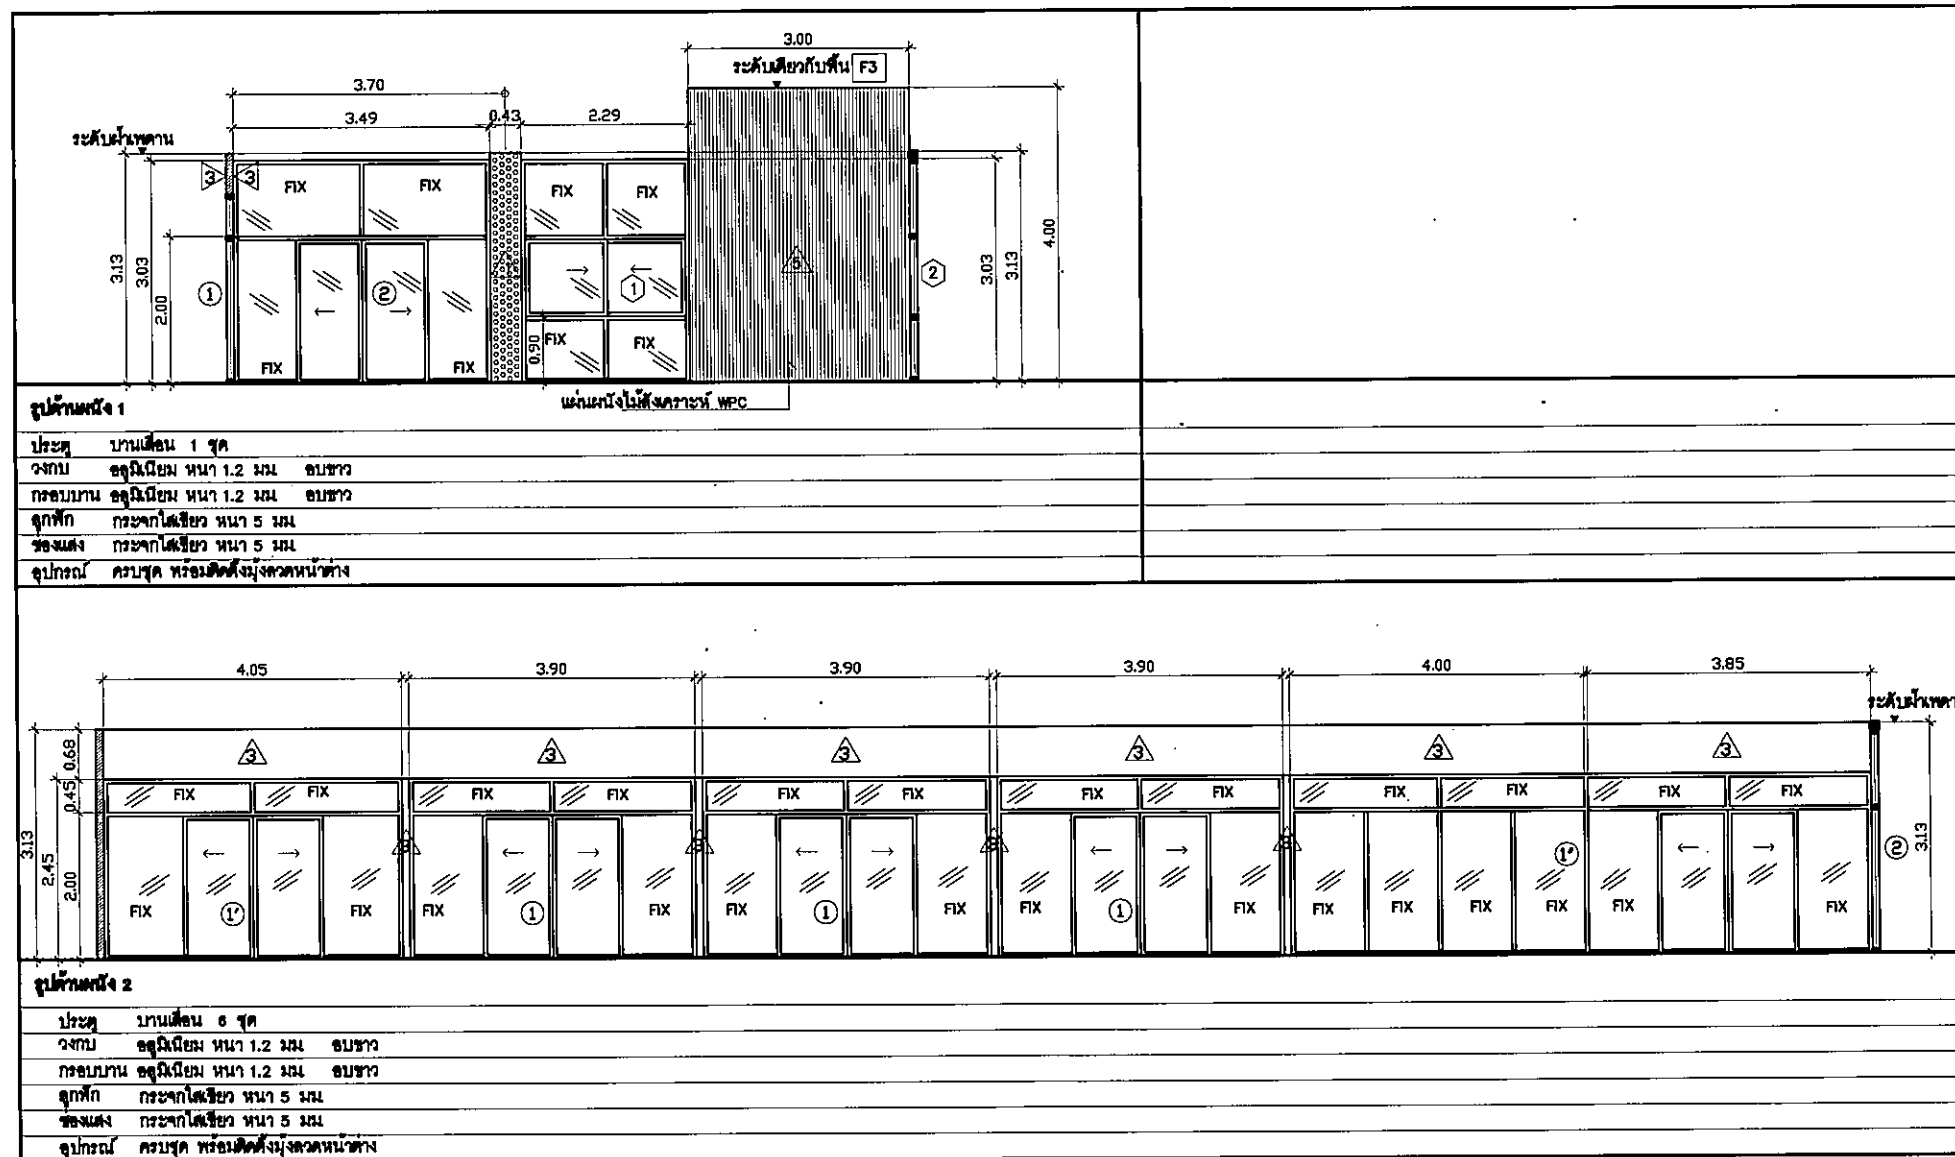 3.00
ระดับเดียวกับพื้น F3
3.70
3.49 0.43 2.29
ระดับฝ้าเพดาน
3 3
FIX FIX FIX FIX
3.13 3.03 2.00
1 2 1 5 2
3.03 3.13 4.00
0.90
FIX FIX FIX FIX
แผ่นผนังไม้สังเคราะห์ WPC
รูปด้านผนัง 1
ประตู บานเลื่อน 1 ชุด
วงกบ อลูมิเนียม หนา 1.2 มม. อบขาว
กรอบบาน อลูมิเนียม หนา 1.2 มม. อบขาว
ลูกฟัก กระจกใสเขียว หนา 5 มม.
ช่องแสง กระจกใสเขียว หนา 5 มม.
อุปกรณ์ ครบชุด พร้อมติดตั้งมุ้งลวดหน้าต่าง
4.05 3.90 3.90 3.90 4.00 3.85
ระดับฝ้าเพดาน
3 3 3 3 3 3
0.68 0.45
FIX FIX FIX FIX FIX FIX FIX FIX FIX FIX FIX FIX
3.13 2.45 2.00
3 3 3 3
1' 1 1 1 1" 2
3.13
FIX FIX FIX FIX FIX FIX FIX FIX FIX FIX FIX FIX FIX FIX
รูปด้านผนัง 2
ประตู บานเลื่อน 6 ชุด
วงกบ อลูมิเนียม หนา 1.2 มม. อบขาว
กรอบบาน อลูมิเนียม หนา 1.2 มม. อบขาว
ลูกฟัก กระจกใสเขียว หนา 5 มม.
ช่องแสง กระจกใสเขียว หนา 5 มม.
อุปกรณ์ ครบชุด พร้อมติดตั้งมุ้งลวดหน้าต่าง